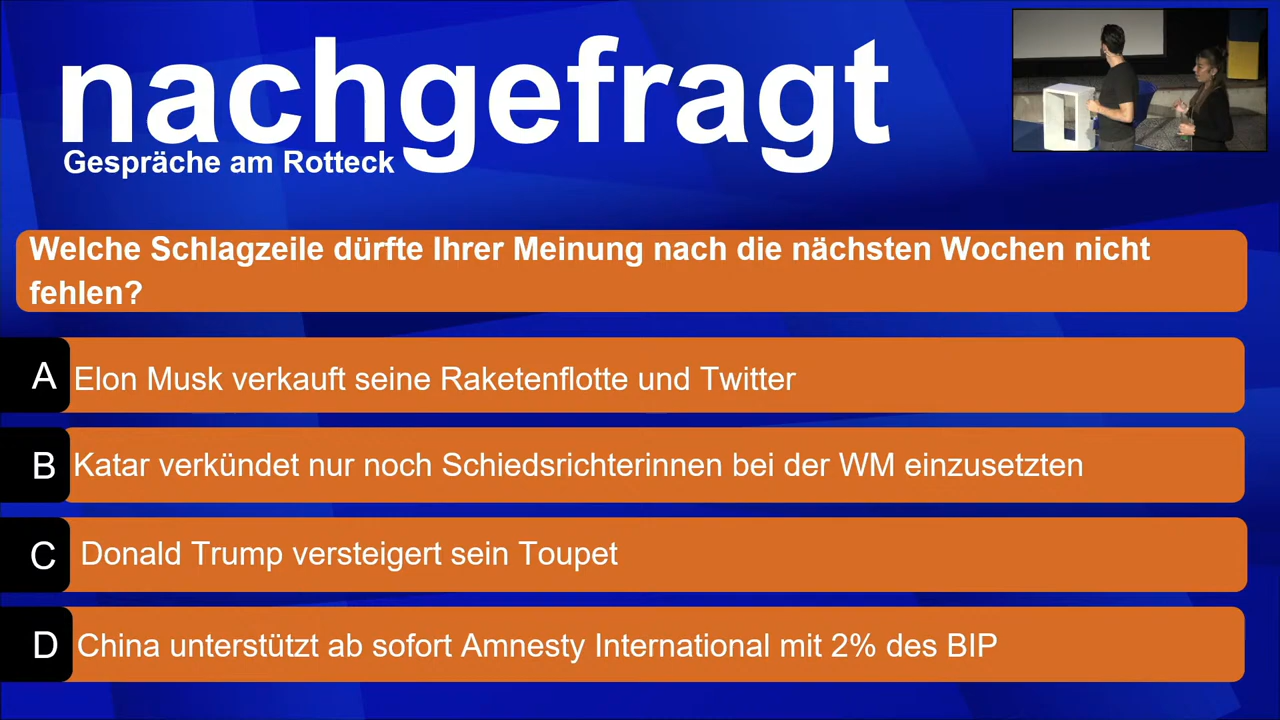 nachgefragt
Gespräche am Rotteck
Welche Schlagzeile dürfte Ihrer Meinung nach die nächsten Wochen nicht
fehlen?
A Elon Musk verkauft seine Raketenflotte und Twitter
B Katar verkündet nur noch Schiedsrichterinnen bei der WM einzusetzten
C Donald Trump versteigert sein Toupet
D China unterstützt ab sofort Amnesty International mit 2% des BIP